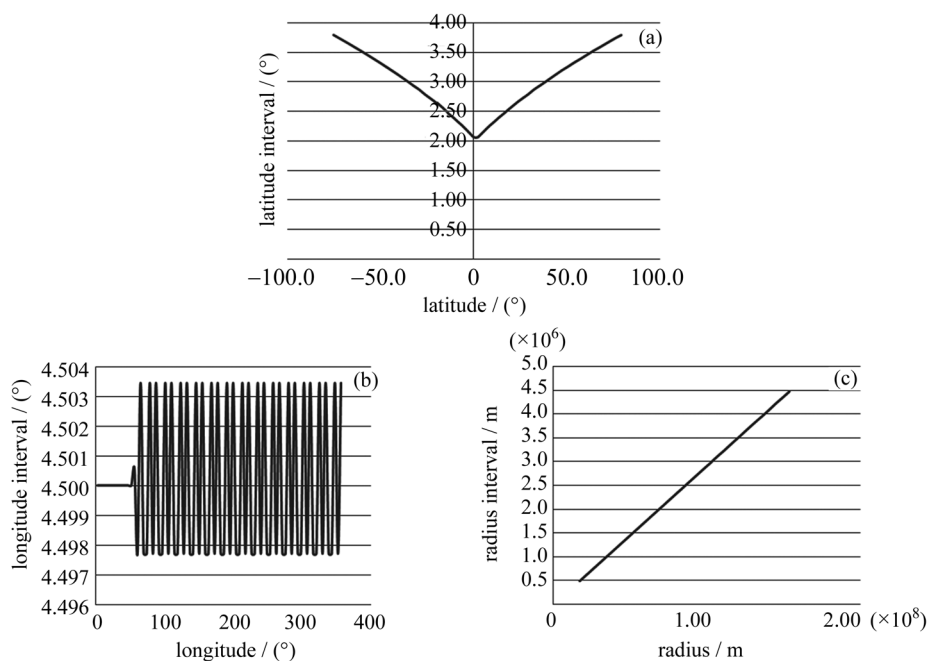 (a)
latitude interval / (°)
4.00
3.50
3.00
2.50
2.00
1.50
1.00
0.50
−100.0 −50.0 0 50.0 100.0
latitude / (°)
(b)
longitude interval / (°)
4.504
4.503
4.502
4.501
4.500
4.499
4.498
4.497
4.496
0 100 200 300 400
longitude / (°)
(×10⁶)
(c)
radius interval / m
5.0
4.5
4.0
3.5
3.0
2.5
2.0
1.5
1.0
0.5
0 1.00 2.00 (×10⁸)
radius / m